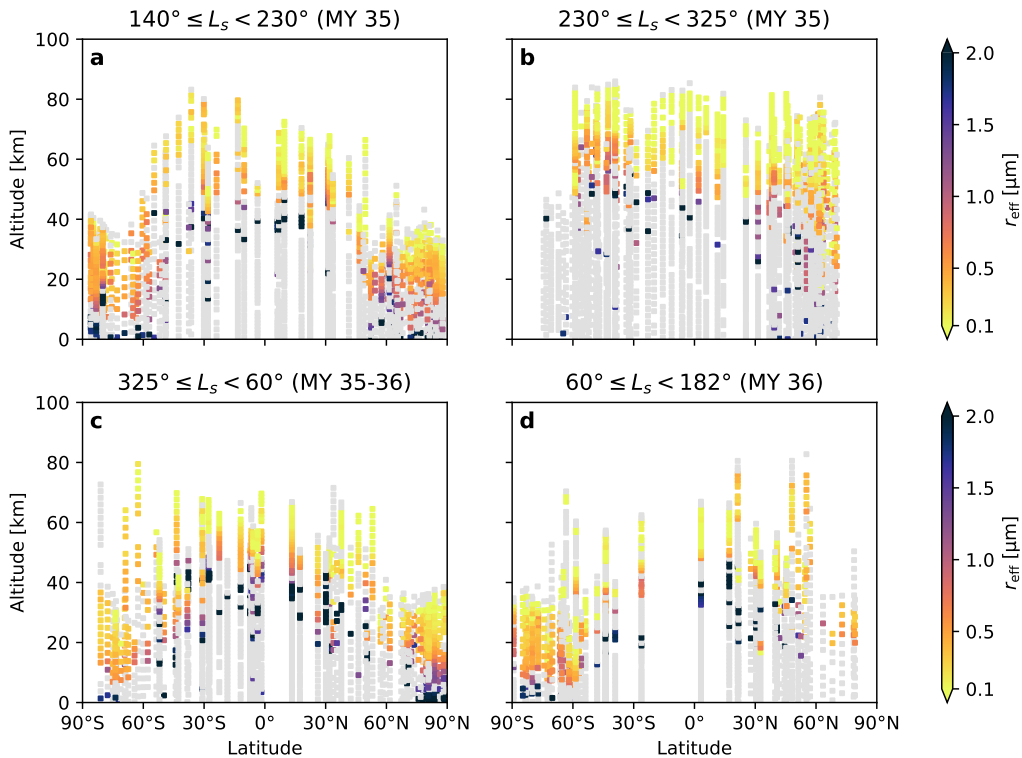 140° ≤ Ls < 230° (MY 35)
230° ≤ Ls < 325° (MY 35)
a
b
100
80
60
40
20
0
Altitude [km]
2.0
1.5
1.0
0.5
0.1
reff [μm]
325° ≤ Ls < 60° (MY 35-36)
60° ≤ Ls < 182° (MY 36)
c
d
100
80
60
40
20
0
Altitude [km]
90°S 60°S 30°S 0° 30°N 60°N 90°N
Latitude
90°S 60°S 30°S 0° 30°N 60°N 90°N
Latitude
2.0
1.5
1.0
0.5
0.1
reff [μm]